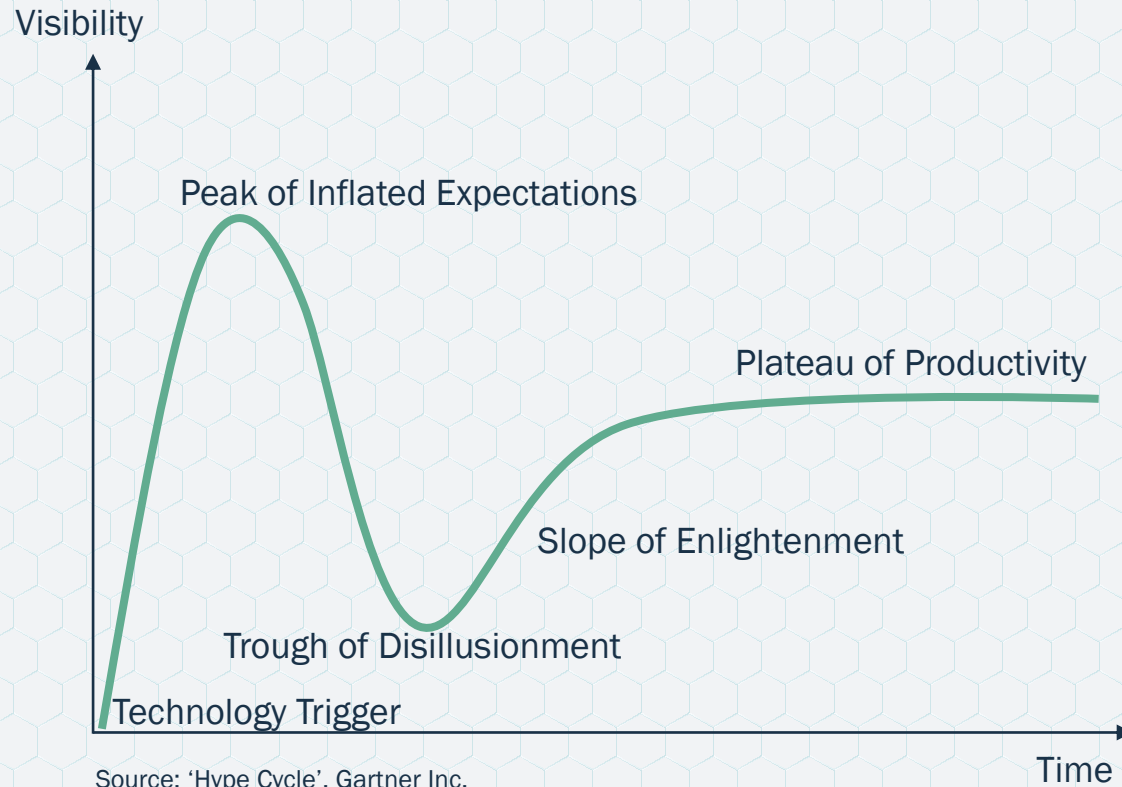 Visibility
Peak of Inflated Expectations
Plateau of Productivity
Slope of Enlightenment
Trough of Disillusionment
Technology Trigger
Time
Source: ‘Hype Cycle’, Gartner Inc.